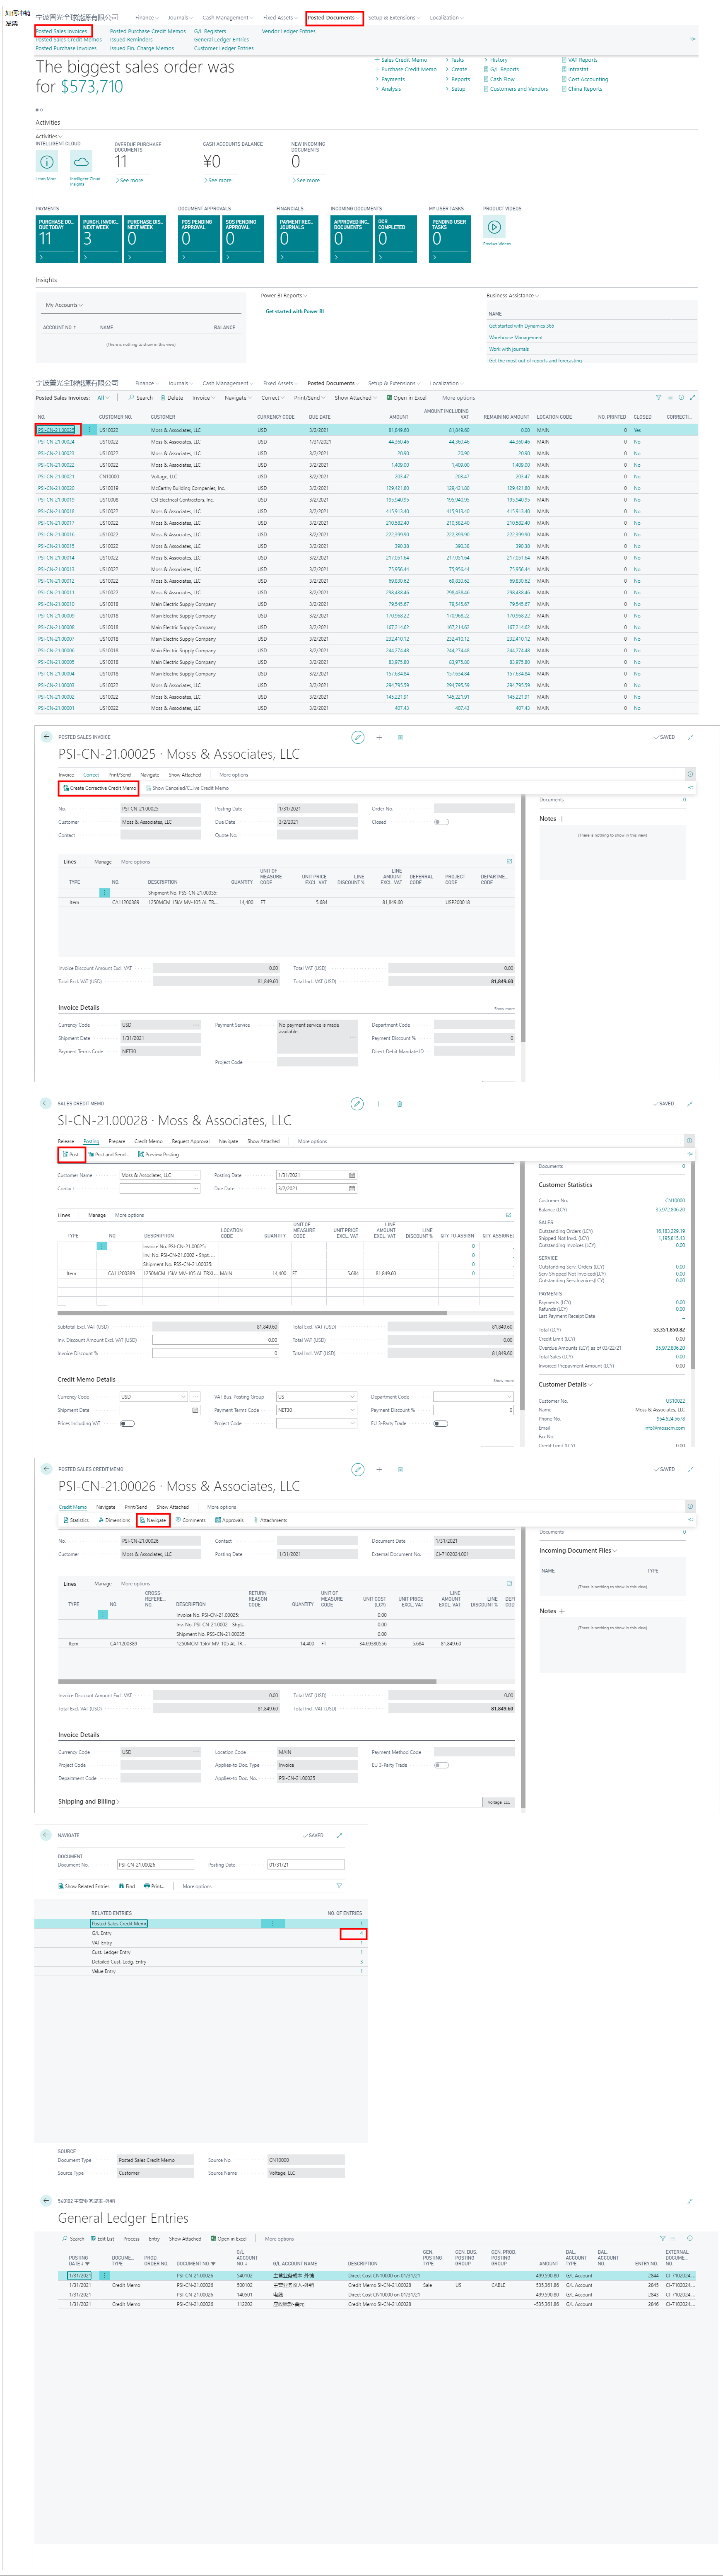 如何冲销
发票
宁波晋光全球能源有限公司 Finance Journals Cash Management Fixed Assets Posted Documents Setup & Extensions Localization
Posted Sales Invoices Posted Purchase Credit Memos G/L Registers Vendor Ledger Entries
Posted Sales Credit Memos Issued Reminders General Ledger Entries
Posted Purchase Invoices Issued Fin. Charge Memos Customer Ledger Entries
The biggest sales order was
for $573,710
+ Sales Credit Memo > Tasks > History VAT Reports
+ Purchase Credit Memo > Create G/L Reports Intrastat
> Payments > Reports Cash Flow Cost Accounting
> Analysis > Setup Customers and Vendors China Reports
Activities
Activities
INTELLIGENT CLOUD OVERDUE PURCHASE DOCUMENTS CASH ACCOUNTS BALANCE NEW INCOMING DOCUMENTS
11 ¥0 0
Learn More Intelligent Cloud Insights >See more >See more >See more
PAYMENTS DOCUMENT APPROVALS FINANCIALS INCOMING DOCUMENTS MY USER TASKS PRODUCT VIDEOS
PURCHASE DO... DUE TODAY PURCH. INVOIC... NEXT WEEK PURCHASE DIS... NEXT WEEK POS PENDING APPROVAL SOS PENDING APPROVAL PAYMENT REC... JOURNALS APPROVED INC... DOCUMENTS OCR COMPLETED PENDING USER TASKS
11 3 0 0 0 0 0 0 0
Product Videos
Insights
My Accounts Power BI Reports Business Assistance
ACCOUNT NO. ↑ NAME BALANCE Get started with Power BI NAME
(There is nothing to show in this view) Get started with Dynamics 365
Warehouse Management
Work with journals
Get the most out of reports and forecasting
宁波晋光全球能源有限公司 Finance Journals Cash Management Fixed Assets Posted Documents Setup & Extensions Localization
Posted Sales Invoices: All Search Delete Invoice Navigate Correct Print/Send Show Attached Open in Excel More options
NO. CUSTOMER NO. CUSTOMER CURRENCY CODE DUE DATE AMOUNT AMOUNT INCLUDING VAT REMAINING AMOUNT LOCATION CODE NO. PRINTED CLOSED CORRECTI...
PSI-CN-21.00025 US10022 Moss & Associates, LLC USD 3/2/2021 81,849.60 81,849.60 0.00 MAIN 0 Yes
PSI-CN-21.00024 US10022 Moss & Associates, LLC USD 1/31/2021 44,360.46 44,360.46 44,360.46 MAIN 0 No
PSI-CN-21.00023 US10022 Moss & Associates, LLC USD 3/2/2021 20.90 20.90 20.90 MAIN 0 No
PSI-CN-21.00022 US10022 Moss & Associates, LLC USD 3/2/2021 1,409.00 1,409.00 1,409.00 MAIN 0 No
PSI-CN-21.00021 CN10000 Voltage, LLC USD 3/2/2021 203.47 203.47 203.47 MAIN 0 No
PSI-CN-21.00020 US10019 McCarthy Building Companies, Inc. USD 3/2/2021 129,421.80 129,421.80 129,421.80 MAIN 0 No
PSI-CN-21.00019 US10008 CSI Electrical Contractors, Inc. USD 3/2/2021 195,940.95 195,940.95 195,940.95 MAIN 0 No
PSI-CN-21.00018 US10022 Moss & Associates, LLC USD 3/2/2021 415,913.40 415,913.40 415,913.40 MAIN 0 No
PSI-CN-21.00017 US10022 Moss & Associates, LLC USD 3/2/2021 210,582.40 210,582.40 210,582.40 MAIN 0 No
PSI-CN-21.00016 US10022 Moss & Associates, LLC USD 3/2/2021 222,399.90 222,399.90 222,399.90 MAIN 0 No
PSI-CN-21.00015 US10022 Moss & Associates, LLC USD 3/2/2021 390.38 390.38 390.38 MAIN 0 No
PSI-CN-21.00014 US10022 Moss & Associates, LLC USD 3/2/2021 217,051.64 217,051.64 217,051.64 MAIN 0 No
PSI-CN-21.00013 US10022 Moss & Associates, LLC USD 3/2/2021 75,956.44 75,956.44 75,956.44 MAIN 0 No
PSI-CN-21.00012 US10022 Moss & Associates, LLC USD 3/2/2021 69,830.62 69,830.62 69,830.62 MAIN 0 No
PSI-CN-21.00011 US10022 Moss & Associates, LLC USD 3/2/2021 298,438.46 298,438.46 298,438.46 MAIN 0 No
PSI-CN-21.00010 US10018 Main Electric Supply Company USD 3/2/2021 79,545.67 79,545.67 79,545.67 MAIN 0 No
PSI-CN-21.00009 US10018 Main Electric Supply Company USD 3/2/2021 170,968.22 170,968.22 170,968.22 MAIN 0 No
PSI-CN-21.00008 US10018 Main Electric Supply Company USD 3/2/2021 167,214.62 167,214.62 167,214.62 MAIN 0 No
PSI-CN-21.00007 US10018 Main Electric Supply Company USD 3/2/2021 232,410.12 232,410.12 232,410.12 MAIN 0 No
PSI-CN-21.00006 US10018 Main Electric Supply Company USD 3/2/2021 244,274.48 244,274.48 244,274.48 MAIN 0 No
PSI-CN-21.00005 US10018 Main Electric Supply Company USD 3/2/2021 83,975.80 83,975.80 83,975.80 MAIN 0 No
PSI-CN-21.00004 US10018 Main Electric Supply Company USD 3/2/2021 157,634.84 157,634.84 157,634.84 MAIN 0 No
PSI-CN-21.00003 US10022 Moss & Associates, LLC USD 3/2/2021 294,795.59 294,795.59 294,795.59 MAIN 0 No
PSI-CN-21.00002 US10022 Moss & Associates, LLC USD 3/2/2021 145,221.91 145,221.91 145,221.91 MAIN 0 No
PSI-CN-21.00001 US10022 Moss & Associates, LLC USD 3/2/2021 407.43 407.43 407.43 MAIN 0 No
POSTED SALES INVOICE SAVED
PSI-CN-21.00025 · Moss & Associates, LLC
Invoice Correct Print/Send Navigate Show Attached More options
Create Corrective Credit Memo Show Canceled/C...ive Credit Memo
No. PSI-CN-21.00025 Posting Date 1/31/2021 Order No. Documents 0
Customer Moss & Associates, LLC Due Date 3/2/2021 Closed Notes +
Contact Quote No. (There is nothing to show in this view)
Lines Manage More options
TYPE NO. DESCRIPTION QUANTITY UNIT OF MEASURE CODE UNIT PRICE EXCL. VAT LINE DISCOUNT % LINE AMOUNT EXCL. VAT DEFERRAL CODE PROJECT CODE DEPARTME... CODE
Shipment No. PSS-CN-21.00035:
Item CA11200389 1250MCM 15kV MV-105 AL TR... 14,400 FT 5.684 81,849.60 USP200018
Invoice Discount Amount Excl. VAT 0.00 Total VAT (USD) 0.00
Total Excl. VAT (USD) 81,849.60 Total Incl. VAT (USD) 81,849.60
Invoice Details Show more
Currency Code USD Payment Service No payment service is made available. Department Code
Shipment Date 1/31/2021 Payment Discount % 0
Payment Terms Code NET30 Project Code Direct Debit Mandate ID
SALES CREDIT MEMO SAVED
SI-CN-21.00028 · Moss & Associates, LLC
Release Posting Prepare Credit Memo Request Approval Navigate Show Attached More options
Post Post and Send... Preview Posting
Customer Name Moss & Associates, LLC Posting Date 1/31/2021 Documents 0
Contact Due Date 3/2/2021
Lines Manage More options
TYPE NO. DESCRIPTION LOCATION CODE QUANTITY UNIT OF MEASURE CODE UNIT PRICE EXCL. VAT LINE AMOUNT EXCL. VAT LINE DISCOUNT % QTY. TO ASSIGN QTY. ASSIGNED
Invoice No. PSI-CN-21.00025: 0
Inv. No. PSI-CN-21.0002 - Shpt. ... 0
Shipment No. PSS-CN-21.00035: 0
Item CA11200389 1250MCM 15kV MV-105 AL TRXL... MAIN 14,400 FT 5.684 81,849.60 0
Subtotal Excl. VAT (USD) 81,849.60 Total Excl. VAT (USD) 81,849.60
Inv. Discount Amount Excl. VAT (USD) 0.00 Total VAT (USD) 0.00
Invoice Discount % 0 Total Incl. VAT (USD) 81,849.60
Credit Memo Details Show more
Currency Code USD VAT Bus. Posting Group US Department Code
Shipment Date Payment Terms Code NET30 Payment Discount % 0
Prices Including VAT Project Code EU 3-Party Trade
Customer Statistics
Customer No. CN10000
Balance (LCY) 35,972,806.20
SALES
Outstanding Orders (LCY) 16,183,229.19
Shipped Not Invd. (LCY) 1,195,815.43
Outstanding Invoices (LCY) 0.00
SERVICE
Outstanding Serv. Orders (LCY) 0.00
Serv Shipped Not Invoiced(LCY) 0.00
Outstanding Serv.Invoices(LCY) 0.00
PAYMENTS
Payments (LCY) 0.00
Refunds (LCY) 0.00
Last Payment Receipt Date _
Total (LCY) 53,351,850.82
Credit Limit (LCY) 0.00
Overdue Amounts (LCY) as of 03/22/21 35,972,806.20
Total Sales (LCY) 0.00
Invoiced Prepayment Amount (LCY) 0.00
Customer Details
Customer No. US10022
Name Moss & Associates, LLC
Phone No. 954.524.5678
Email info@mosscm.com
Fax No.
Credit Limit (LCY) 0.00
POSTED SALES CREDIT MEMO SAVED
PSI-CN-21.00026 · Moss & Associates, LLC
Credit Memo Navigate Print/Send Show Attached More options
Statistics Dimensions Navigate Comments Approvals Attachments
No. PSI-CN-21.00026 Contact Document Date 1/31/2021 Documents 0
Customer Moss & Associates, LLC Posting Date 1/31/2021 External Document No. CI-7102024.001
Incoming Document Files
NAME TYPE
(There is nothing to show in this view)
Notes +
(There is nothing to show in this view)
Lines Manage More options
TYPE NO. CROSS-REFERE... NO. DESCRIPTION RETURN REASON CODE QUANTITY UNIT OF MEASURE CODE UNIT COST (LCY) UNIT PRICE EXCL. VAT LINE AMOUNT EXCL. VAT LINE DISCOUNT % DEF COD
Invoice No. PSI-CN-21.00025: 0.00
Inv. No. PSI-CN-21.0002 - Shpt... 0.00
Shipment No. PSS-CN-21.00035: 0.00
Item CA11200389 1250MCM 15kV MV-105 AL TR... 14,400 FT 34.69380556 5.684 81,849.60
Invoice Discount Amount Excl. VAT 0.00 Total VAT (USD) 0.00
Total Excl. VAT (USD) 81,849.60 Total Incl. VAT (USD) 81,849.60
Invoice Details
Currency Code USD Location Code MAIN Payment Method Code
Project Code Applies-to Doc. Type Invoice EU 3-Party Trade
Department Code Applies-to Doc. No. PSI-CN-21.00025
Shipping and Billing Voltage, LLC
NAVIGATE SAVED
DOCUMENT
Document No. PSI-CN-21.00026 Posting Date 01/31/21
Show Related Entries Find Print... More options
RELATED ENTRIES NO. OF ENTRIES
Posted Sales Credit Memo 1
G/L Entry 4
VAT Entry 1
Cust. Ledger Entry 1
Detailed Cust. Ledg. Entry 3
Value Entry 1
SOURCE
Document Type Posted Sales Credit Memo Source No. CN10000
Source Type Customer Source Name Voltage, LLC
540102 主营业务成本-外销
General Ledger Entries
Search Edit List Process Entry Show Attached Open in Excel More options
POSTING DATE ↓ DOCUME... TYPE PROD. ORDER NO. DOCUMENT NO. G/L ACCOUNT NO. ↓ G/L ACCOUNT NAME DESCRIPTION GEN. POSTING TYPE GEN. BUS. POSTING GROUP GEN. PROD. POSTING GROUP AMOUNT BAL. ACCOUNT TYPE BAL. ACCOUNT NO. ENTRY NO. EXTERNAL DOCUME... NO.
1/31/2021 PSI-CN-21.00026 540102 主营业务成本-外销 Direct Cost CN10000 on 01/31/21 -499,590.80 G/L Account 2844 CI-7102024....
1/31/2021 Credit Memo PSI-CN-21.00026 500102 主营业务收入-外销 Credit Memo SI-CN-21.00028 Sale US CABLE 535,361.86 G/L Account 2845 CI-7102024....
1/31/2021 PSI-CN-21.00026 140501 电缆 Direct Cost CN10000 on 01/31/21 499,590.80 G/L Account 2843 CI-7102024....
1/31/2021 Credit Memo PSI-CN-21.00026 112202 应收账款-美元 Credit Memo SI-CN-21.00028 -535,361.86 G/L Account 2846 CI-7102024....